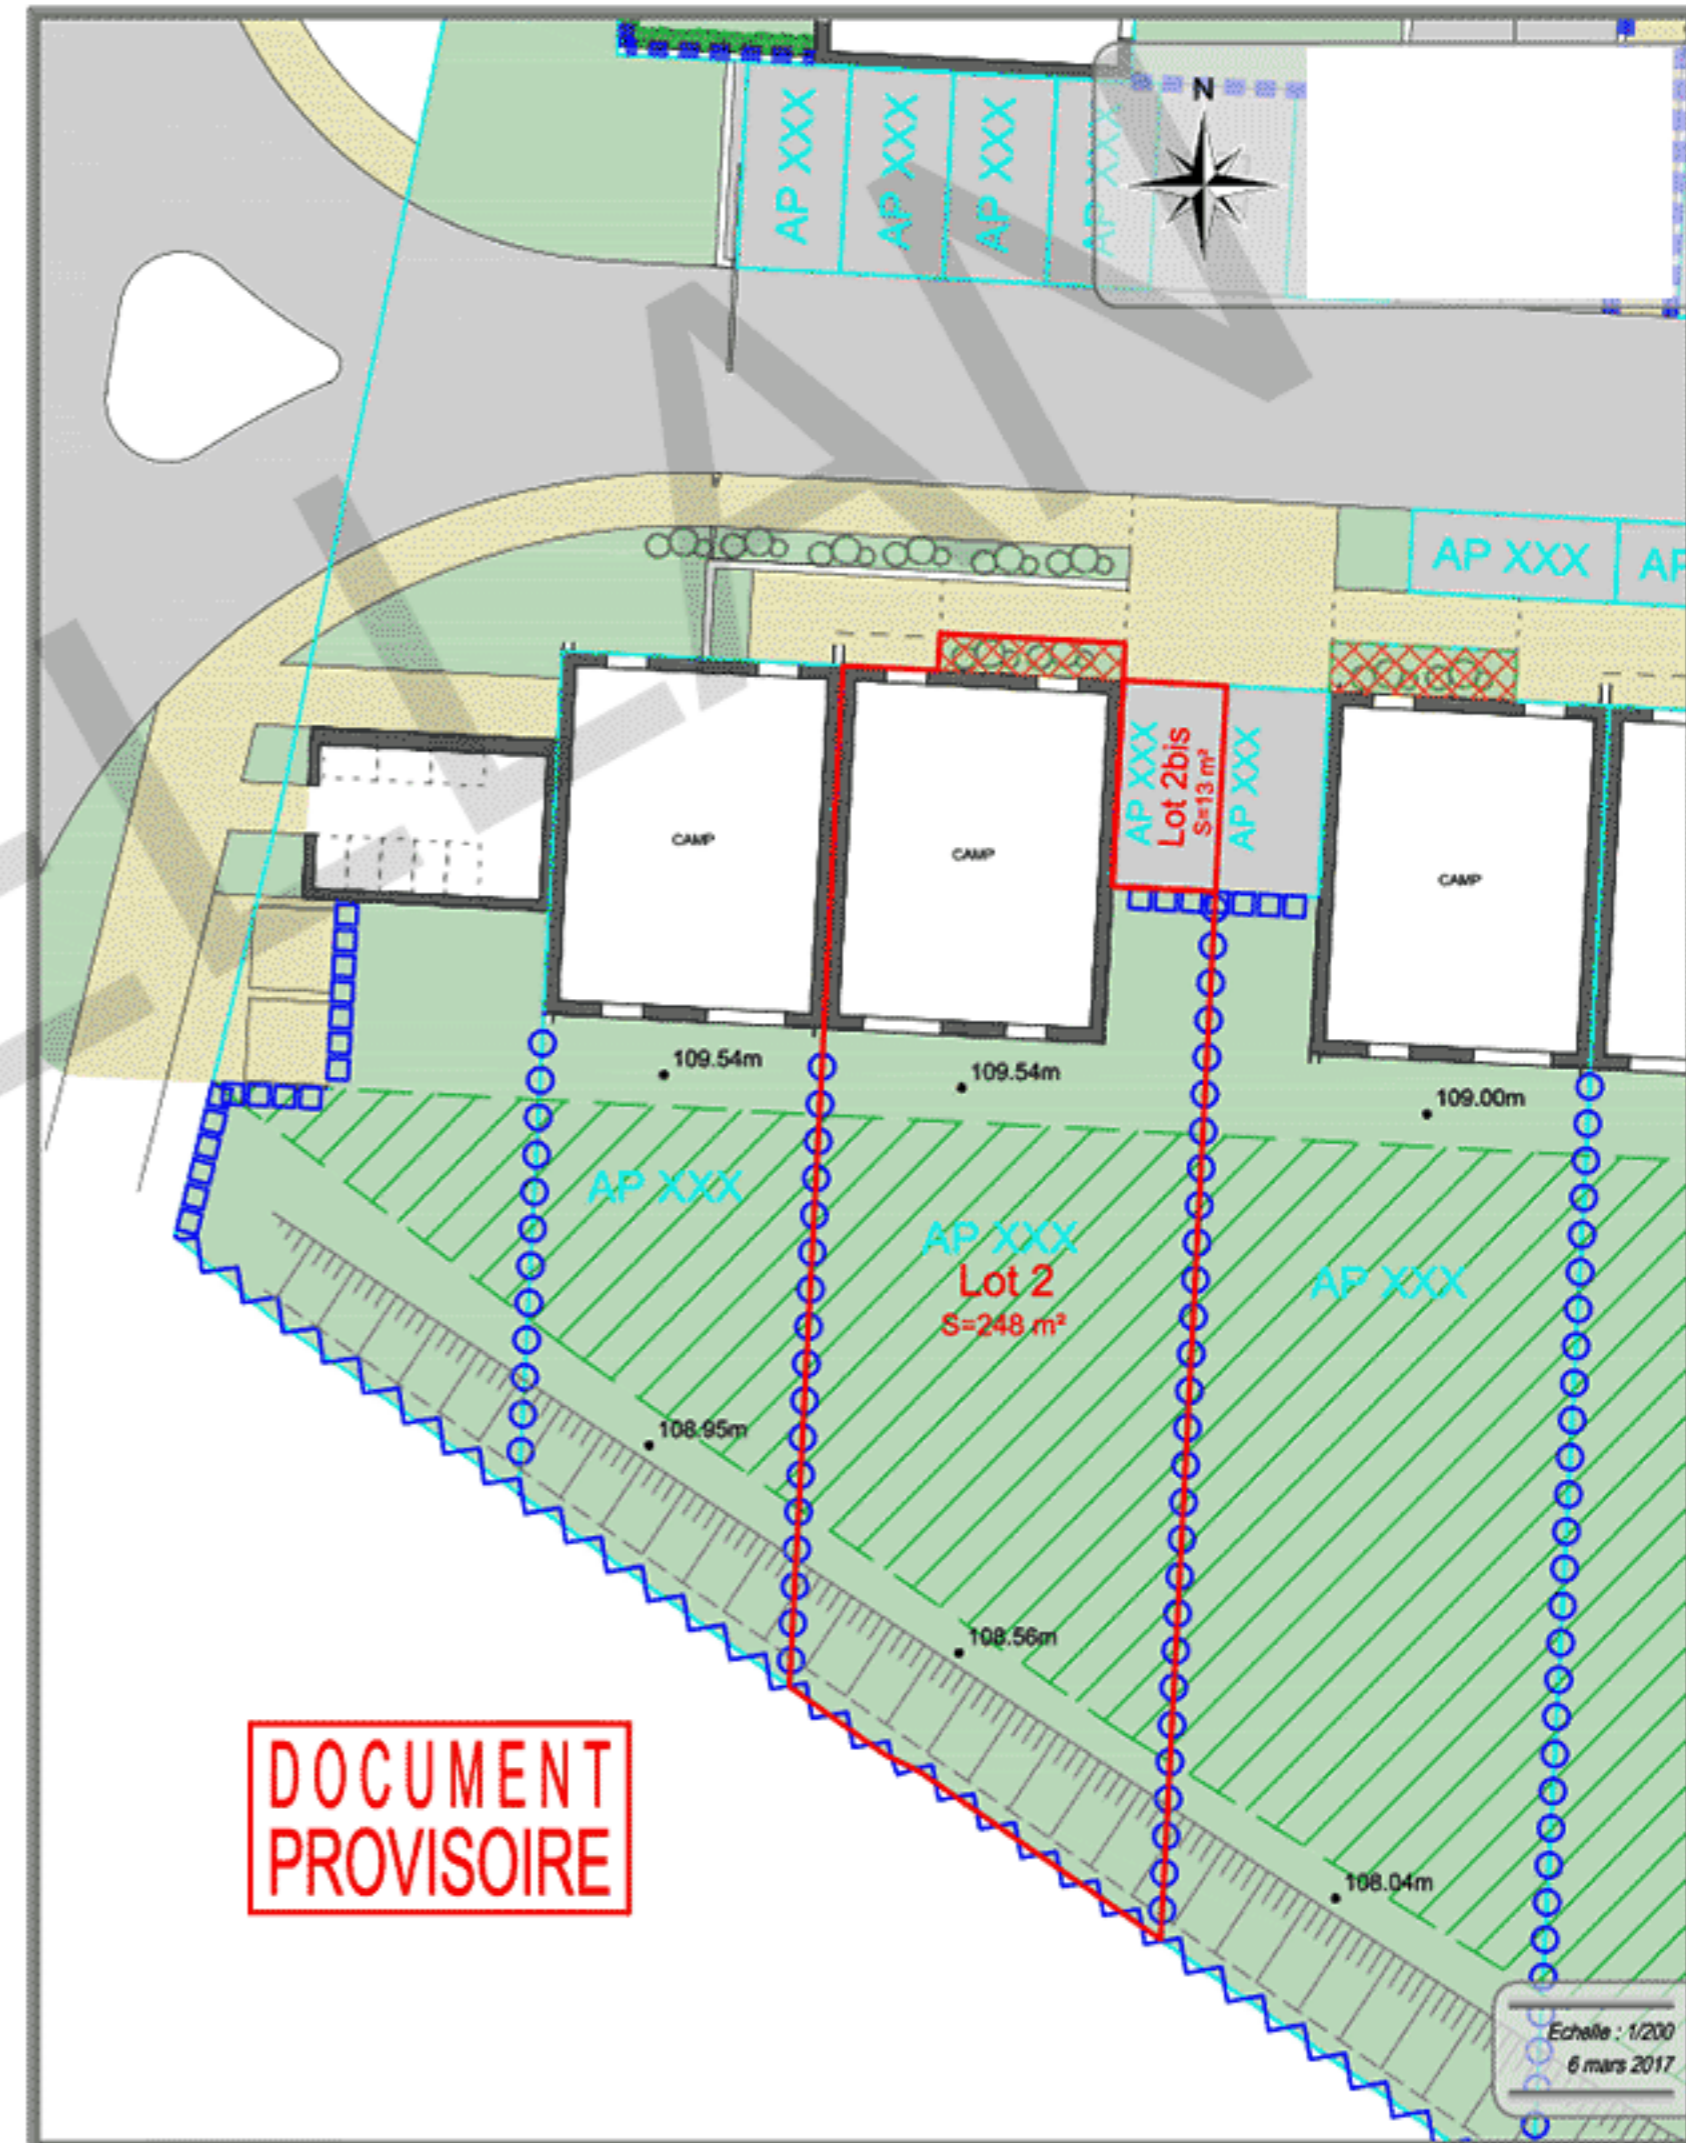 N
AP XXX
AP XXX
AP XXX
AP XXX
AP XXX
AP
AP XXX
Lot 2bis
S=13 m²
AP XXX
CAMP
CAMP
CAMP
109.54m
109.54m
109.00m
AP XXX
AP XXX
Lot 2
S=248 m²
AP XXX
108.95m
108.56m
108.04m
DOCUMENT
PROVISOIRE
Echelle : 1/200
6 mars 2017